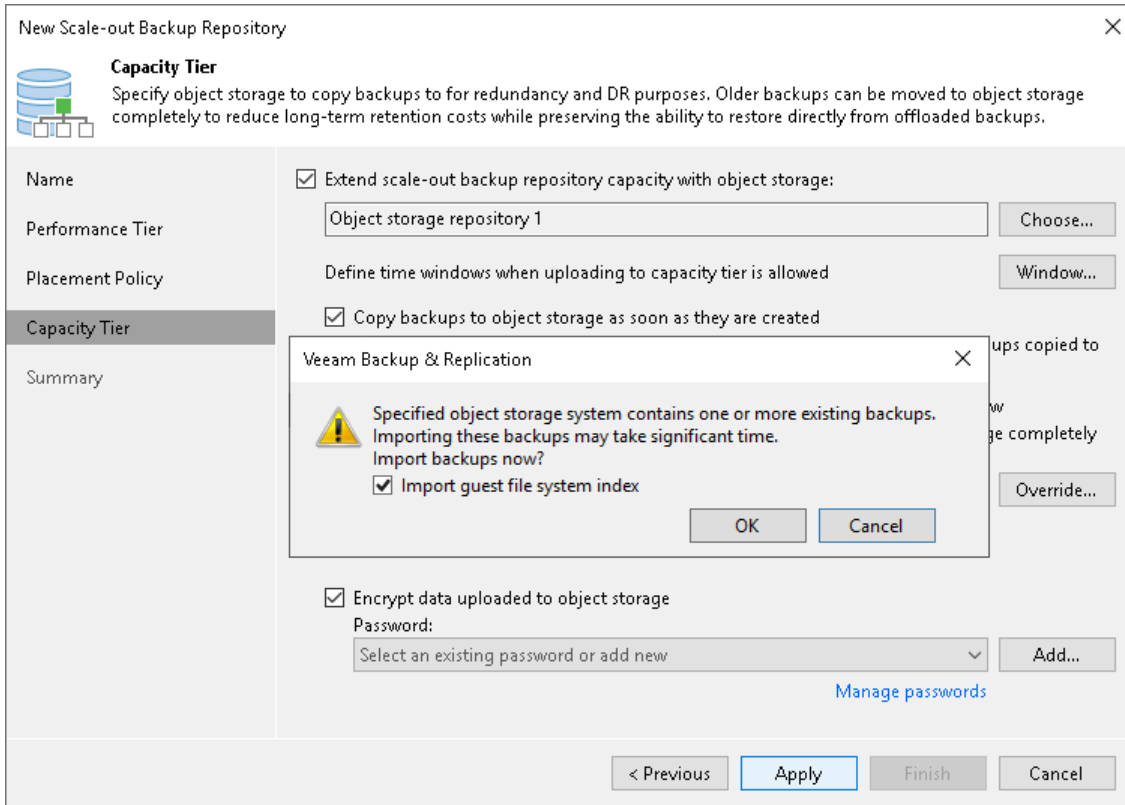 New Scale-out Backup Repository
Capacity Tier
Specify object storage to copy backups to for redundancy and DR purposes. Older backups can be moved to object storage
completely to reduce long-term retention costs while preserving the ability to restore directly from offloaded backups.
Name
Performance Tier
Placement Policy
Capacity Tier
Summary
Extend scale-out backup repository capacity with object storage:
Object storage repository 1
Choose...
Define time windows when uploading to capacity tier is allowed
Window...
Copy backups to object storage as soon as they are created
ups copied to
ge completely
Override...
Veeam Backup & Replication
Specified object storage system contains one or more existing backups.
Importing these backups may take significant time.
Import backups now?
Import guest file system index
OK
Cancel
Encrypt data uploaded to object storage
Password:
Select an existing password or add new
Add...
Manage passwords
< Previous
Apply
Finish
Cancel